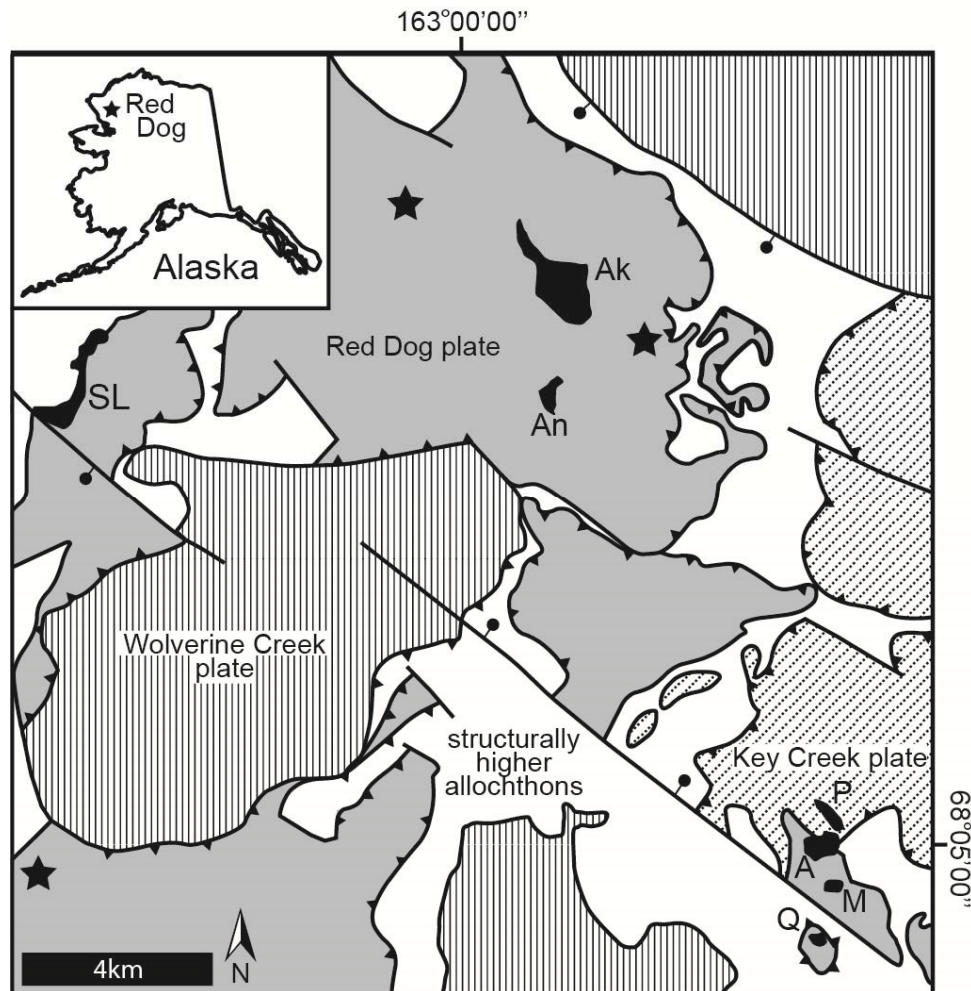 163°00'00"
Red
Dog
Alaska
Ak
Red Dog plate
SL
An
Wolverine Creek
plate
structurally
higher
allochthons
Key Creek plate
P
68°05'00"
A
M
Q
4km
N